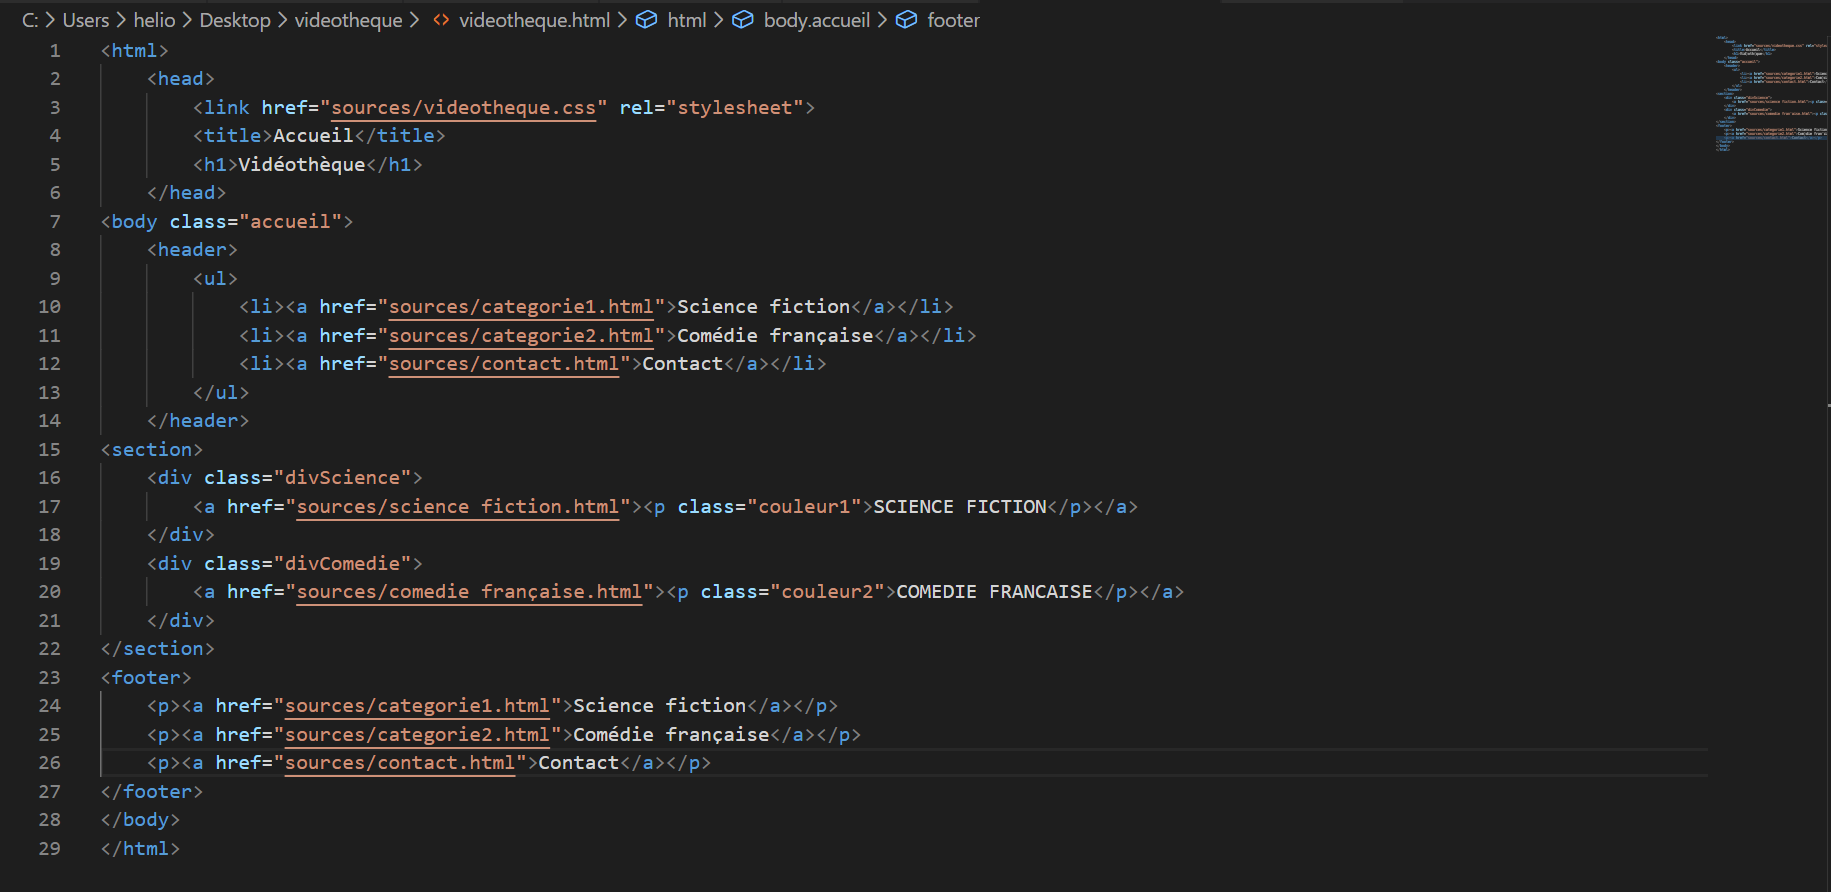 C: > Users > helio > Desktop > videotheque > <> videotheque.html > html > body.accueil > footer
1 <html>
2 <head>
3 <link href="sources/videotheque.css" rel="stylesheet">
4 <title>Accueil</title>
5 <h1>Vidéothèque</h1>
6 </head>
7 <body class="accueil">
8 <header>
9 <ul>
10 <li><a href="sources/categorie1.html">Science fiction</a></li>
11 <li><a href="sources/categorie2.html">Comédie française</a></li>
12 <li><a href="sources/contact.html">Contact</a></li>
13 </ul>
14 </header>
15 <section>
16 <div class="divScience">
17 <a href="sources/science fiction.html"><p class="couleur1">SCIENCE FICTION</p></a>
18 </div>
19 <div class="divComedie">
20 <a href="sources/comedie française.html"><p class="couleur2">COMEDIE FRANCAISE</p></a>
21 </div>
22 </section>
23 <footer>
24 <p><a href="sources/categorie1.html">Science fiction</a></p>
25 <p><a href="sources/categorie2.html">Comédie française</a></p>
26 <p><a href="sources/contact.html">Contact</a></p>
27 </footer>
28 </body>
29 </html>